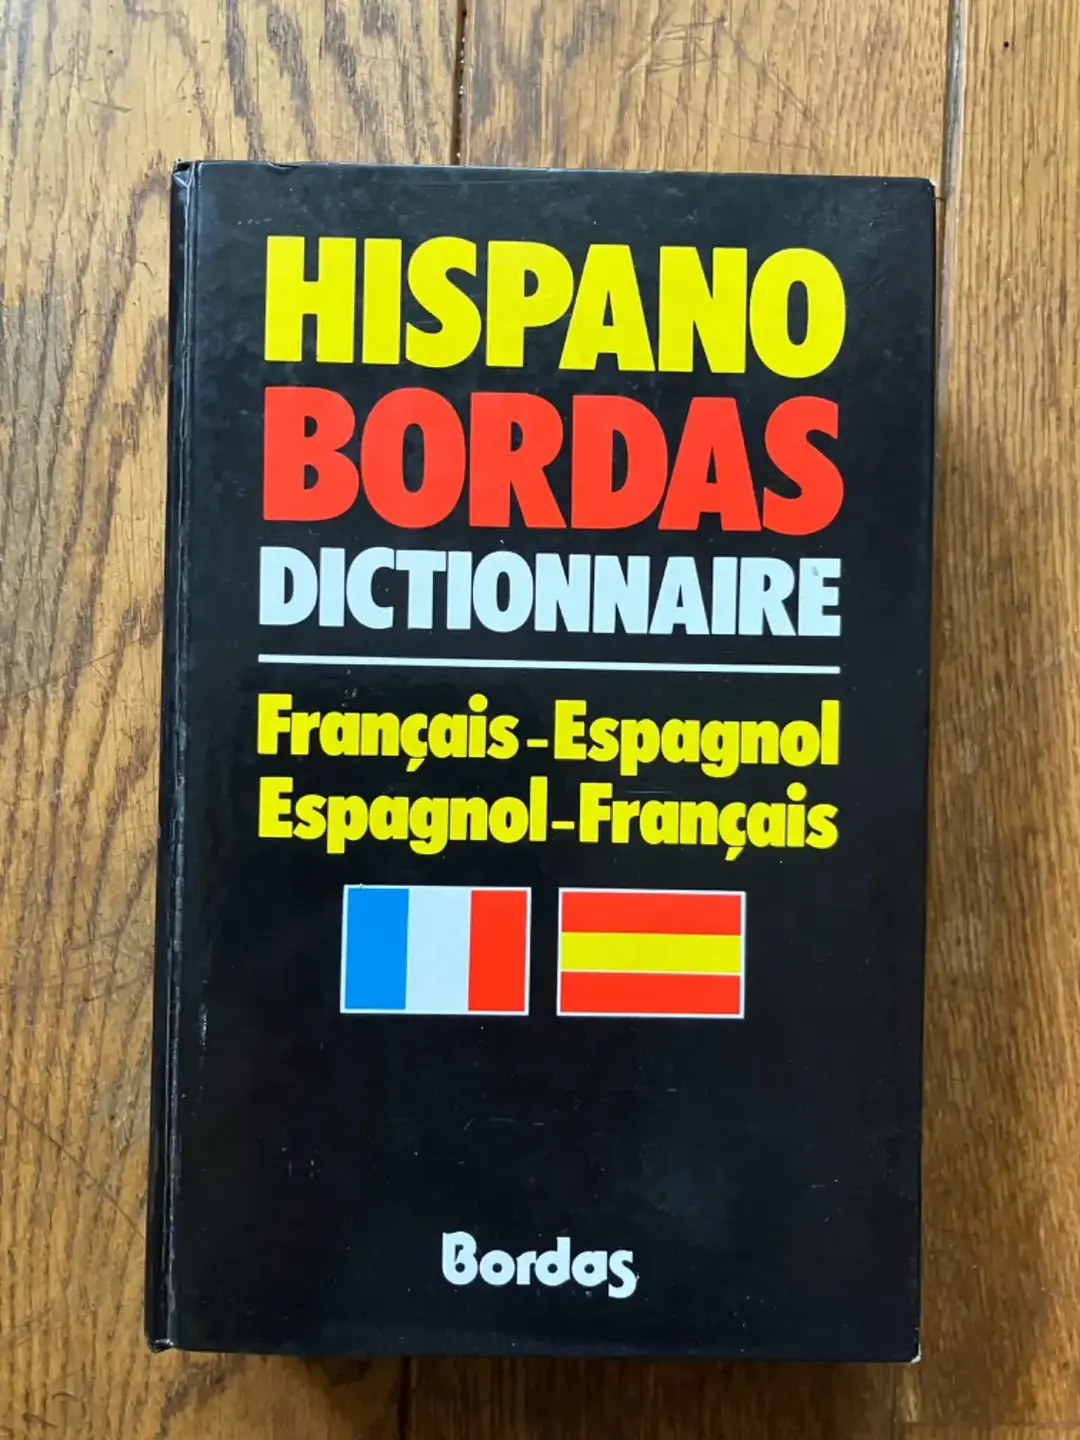 HISPANO
BORDAS
DICTIONNAIRE
Français-Espagnol
Espagnol-Français
Bordas